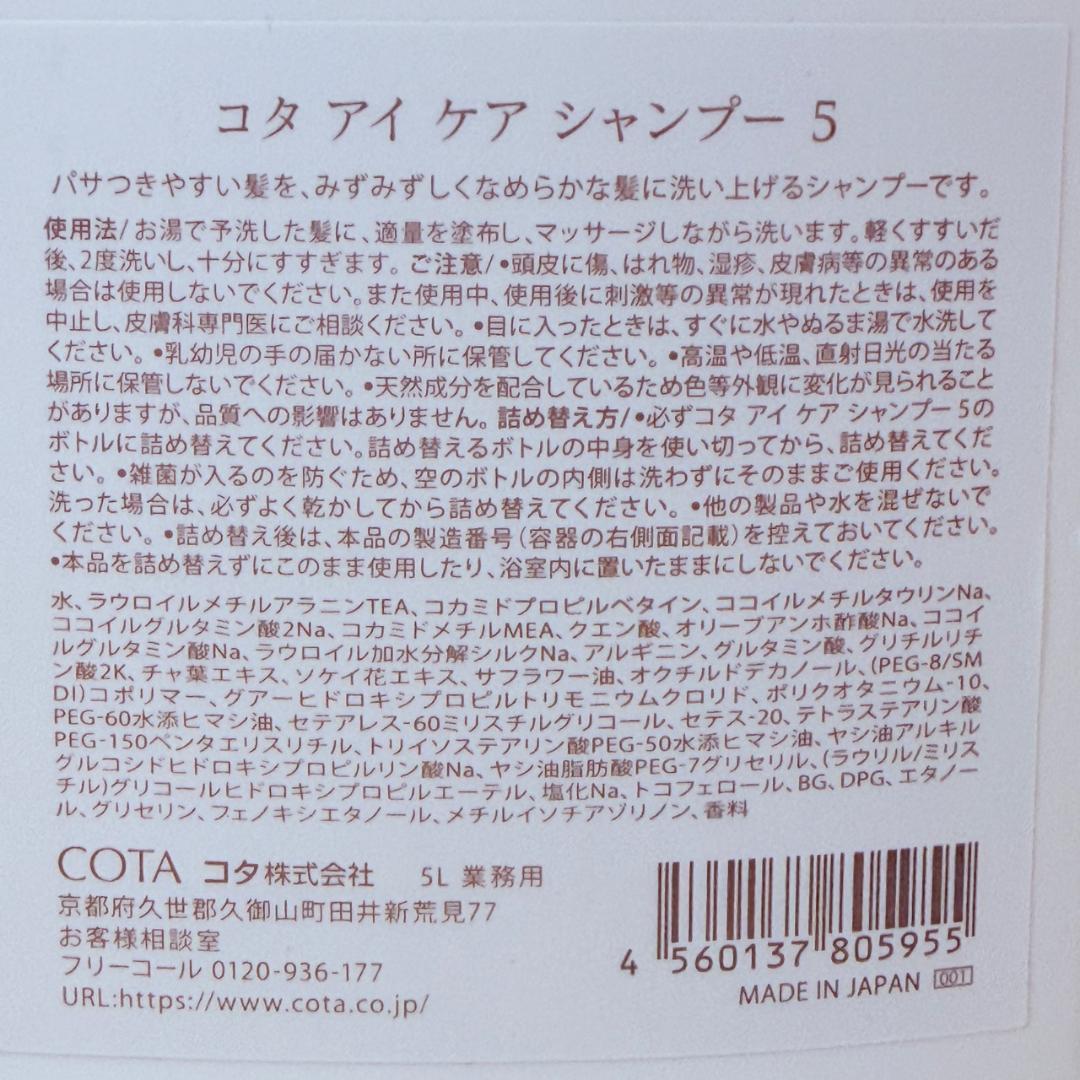 コタ アイ ケア シャンプー 5
パサつきやすい髪を、みずみずしくなめらかな髪に洗い上げるシャンプーです。
使用法/お湯で予洗した髪に、適量を塗布し、マッサージしながら洗います。軽くすすいだ
後、2度洗いし、十分にすすぎます。ご注意/•頭皮に傷、はれ物、湿疹、皮膚病等の異常のある
場合は使用しないでください。また使用中、使用後に刺激等の異常が現れたときは、使用を
中止し、皮膚科専門医にご相談ください。•目に入ったときは、すぐに水やぬるま湯で水洗して
ください。•乳幼児の手の届かない所に保管してください。•高温や低温、直射日光の当たる
場所に保管しないでください。•天然成分を配合しているため色等外観に変化が見られること
がありますが、品質への影響はありません。詰め替え方/•必ずコタ アイ ケア シャンプー 5の
ボトルに詰め替えてください。詰め替えるボトルの中身を使い切ってから、詰め替えてくだ
さい。•雑菌が入るのを防ぐため、空のボトルの内側は洗わずにそのままご使用ください。
洗った場合は、必ずよく乾かしてから詰め替えてください。•他の製品や水を混ぜないで
ください。•詰め替え後は、本品の製造番号(容器の右側面記載)を控えておいてください。
•本品を詰め替えずにこのまま使用したり、浴室内に置いたままにしないでください。
水、ラウロイルメチルアラニンTEA、コカミドプロピルベタイン、ココイルメチルタウリンNa、
ココイルグルタミン酸2Na、コカミドメチルMEA、クエン酸、オリーブアンホ酢酸Na、ココイ
ルグルタミン酸Na、ラウロイル加水分解シルクNa、アルギニン、グルタミン酸、グリチルリチ
ン酸2K、チャ葉エキス、ソケイ花エキス、サフラワー油、オクチルドデカノール、(PEG-8/SM
DI)コポリマー、グアーヒドロキシプロピルトリモニウムクロリド、ポリクオタニウム-10、
PEG-60水添ヒマシ油、セテアレス-60ミリスチルグリコール、セテス-20、テトラステアリン酸
PEG-150ペンタエリスリチル、トリイソステアリン酸PEG-50水添ヒマシ油、ヤシ油アルキル
グルコシドヒドロキシプロピルリン酸Na、ヤシ油脂肪酸PEG-7グリセリル、(ラウリル/ミリス
チル)グリコールヒドロキシプロピルエーテル、塩化Na、トコフェロール、BG、DPG、エタノー
ル、グリセリン、フェノキシエタノール、メチルイソチアゾリノン、香料
COTA コタ株式会社 5L 業務用
京都府久世郡久御山町田井新荒見77
お客様相談室
フリーコール 0120-936-177
URL:https://www.cota.co.jp/
4 560137 805955
MADE IN JAPAN 001